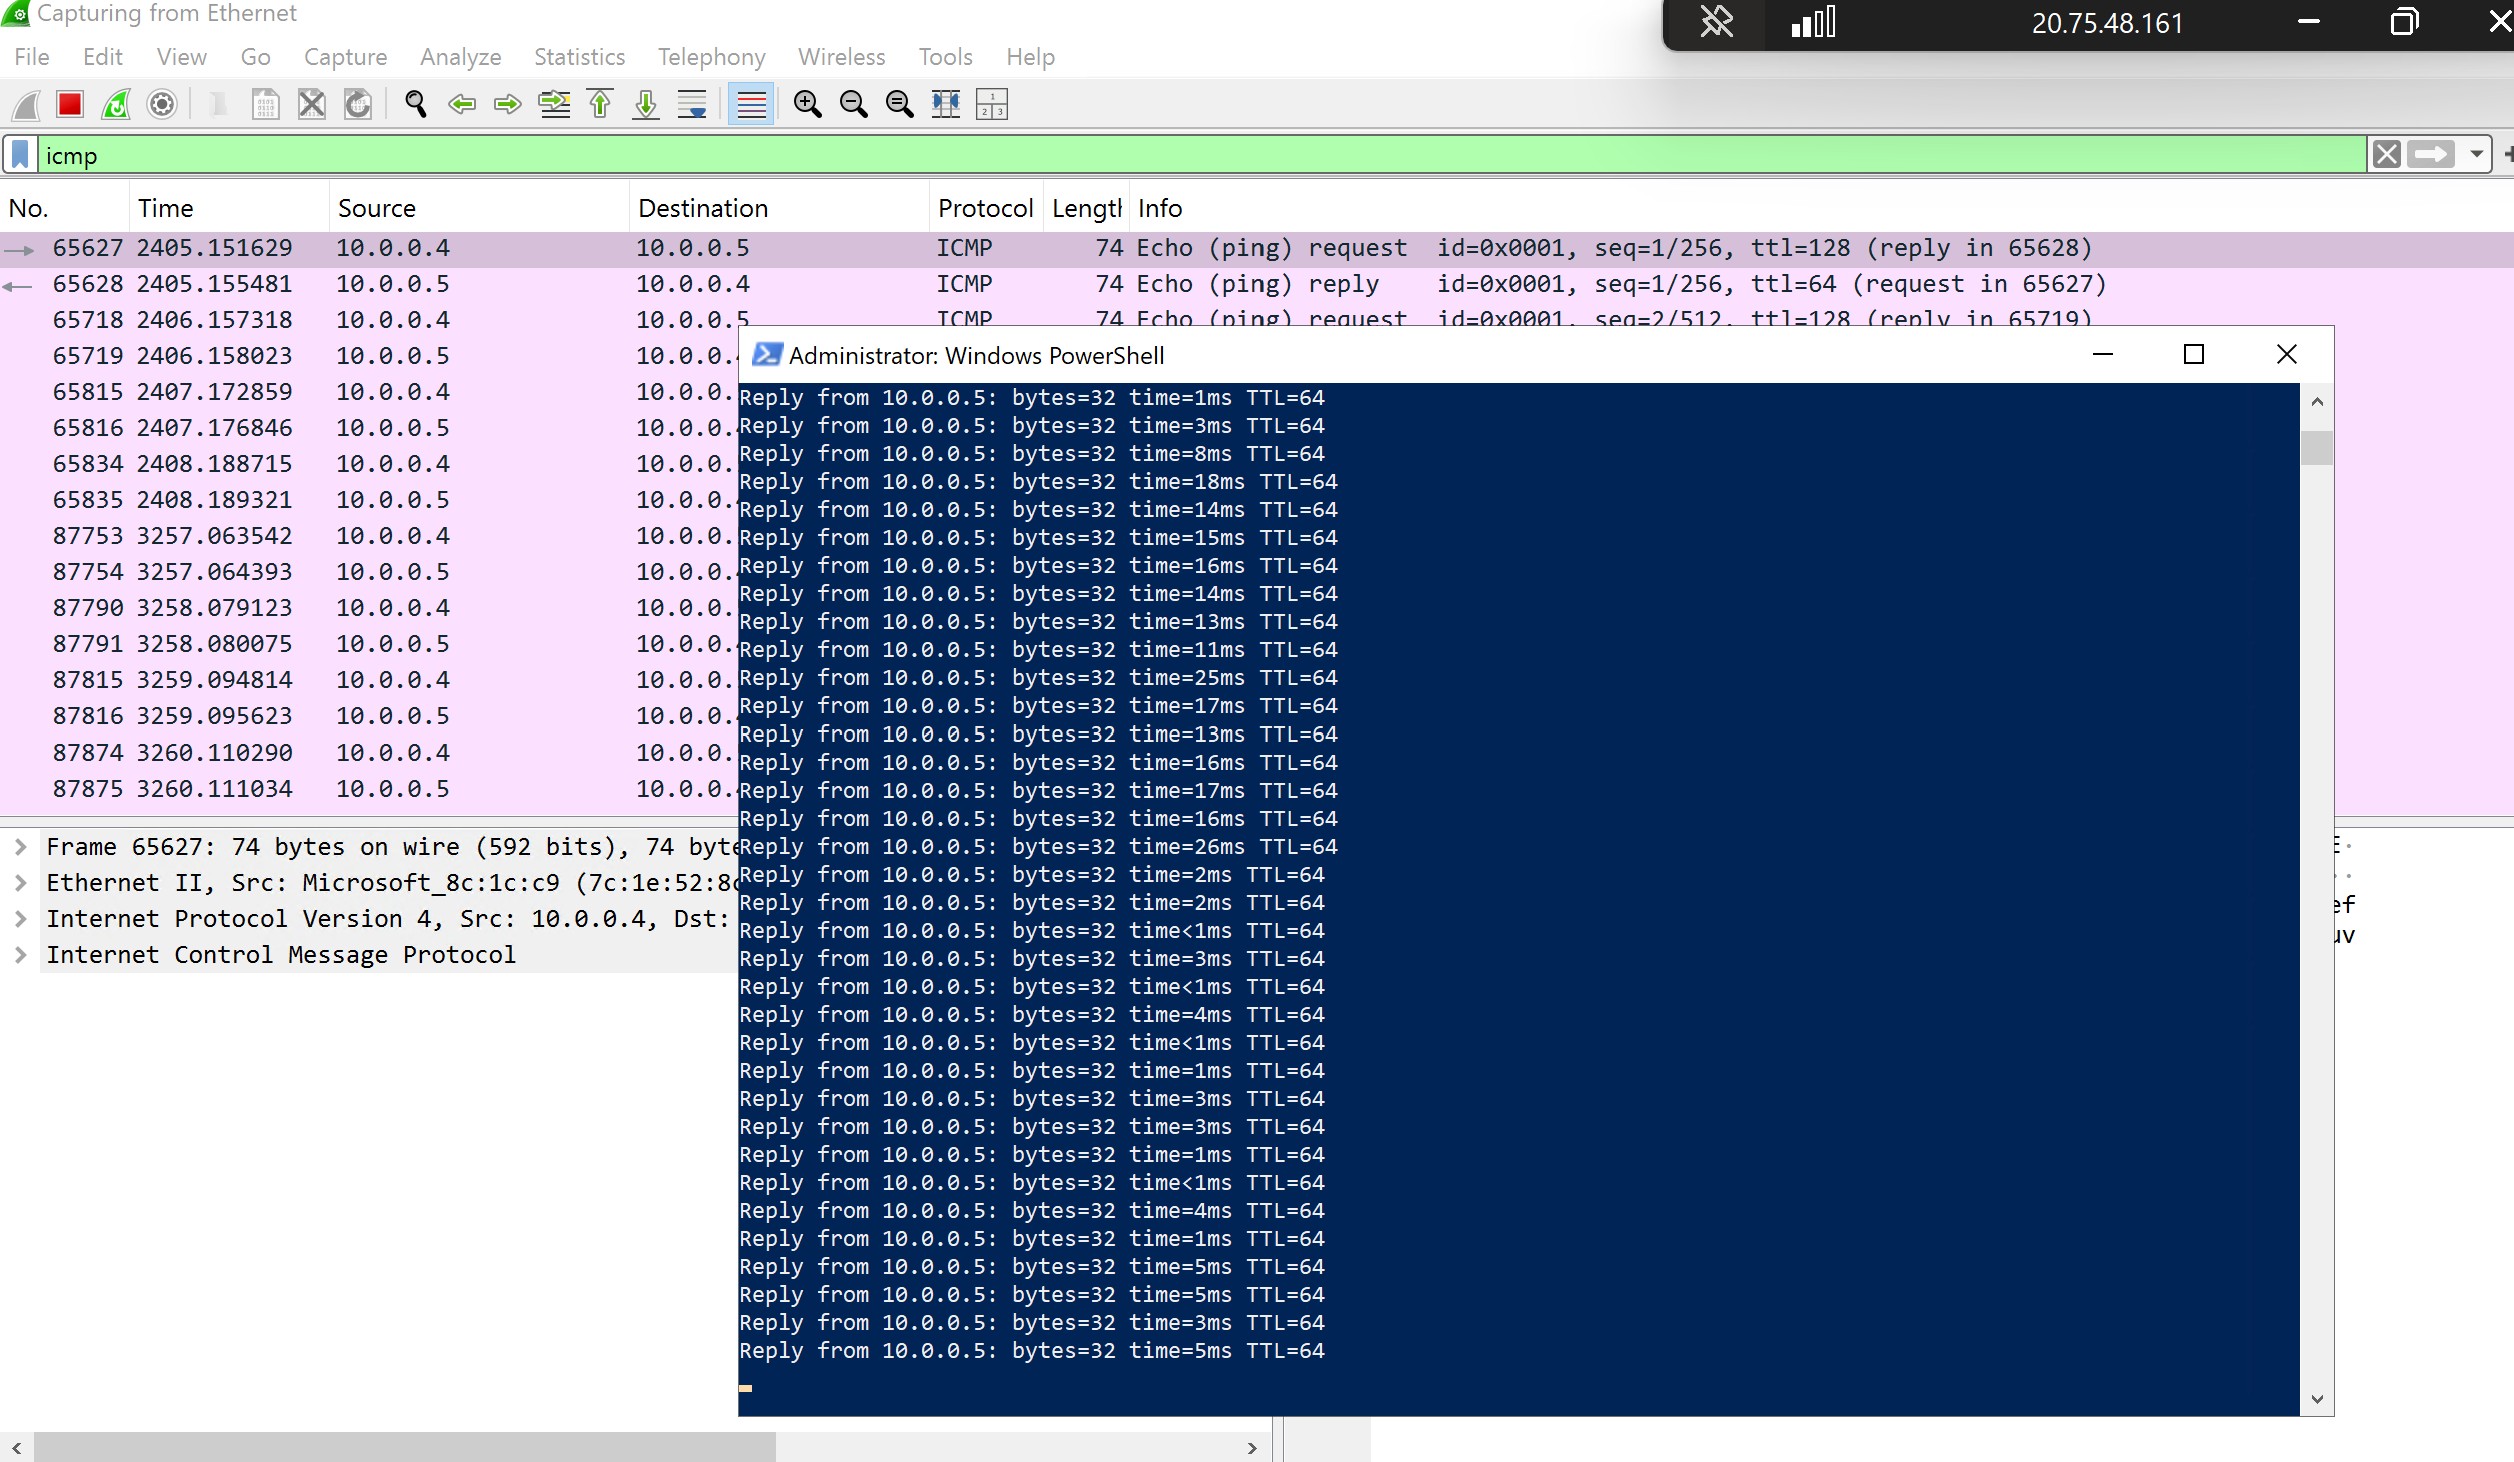 Capturing from Ethernet
20.75.48.161
File Edit View Go Capture Analyze Statistics Telephony Wireless Tools Help
icmp
No. Time Source Destination Protocol Length Info
65627 2405.151629 10.0.0.4 10.0.0.5 ICMP 74 Echo (ping) request id=0x0001, seq=1/256, ttl=128 (reply in 65628)
65628 2405.155481 10.0.0.5 10.0.0.4 ICMP 74 Echo (ping) reply id=0x0001, seq=1/256, ttl=64 (request in 65627)
65718 2406.157318 10.0.0.4 10.0.0.5 ICMP 74 Echo (ping) request id=0x0001, seq=2/512, ttl=128 (reply in 65719)
65719 2406.158023 10.0.0.5 10.0.0.
65815 2407.172859 10.0.0.4 10.0.0.
65816 2407.176846 10.0.0.5 10.0.0.
65834 2408.188715 10.0.0.4 10.0.0.
65835 2408.189321 10.0.0.5 10.0.0.
87753 3257.063542 10.0.0.4 10.0.0.
87754 3257.064393 10.0.0.5 10.0.0.
87790 3258.079123 10.0.0.4 10.0.0.
87791 3258.080075 10.0.0.5 10.0.0.
87815 3259.094814 10.0.0.4 10.0.0.
87816 3259.095623 10.0.0.5 10.0.0.
87874 3260.110290 10.0.0.4 10.0.0.
87875 3260.111034 10.0.0.5 10.0.0.
Frame 65627: 74 bytes on wire (592 bits), 74 byte
Ethernet II, Src: Microsoft_8c:1c:c9 (7c:1e:52:8c
Internet Protocol Version 4, Src: 10.0.0.4, Dst:
Internet Control Message Protocol
Administrator: Windows PowerShell
Reply from 10.0.0.5: bytes=32 time=1ms TTL=64
Reply from 10.0.0.5: bytes=32 time=3ms TTL=64
Reply from 10.0.0.5: bytes=32 time=8ms TTL=64
Reply from 10.0.0.5: bytes=32 time=18ms TTL=64
Reply from 10.0.0.5: bytes=32 time=14ms TTL=64
Reply from 10.0.0.5: bytes=32 time=15ms TTL=64
Reply from 10.0.0.5: bytes=32 time=16ms TTL=64
Reply from 10.0.0.5: bytes=32 time=14ms TTL=64
Reply from 10.0.0.5: bytes=32 time=13ms TTL=64
Reply from 10.0.0.5: bytes=32 time=11ms TTL=64
Reply from 10.0.0.5: bytes=32 time=25ms TTL=64
Reply from 10.0.0.5: bytes=32 time=17ms TTL=64
Reply from 10.0.0.5: bytes=32 time=13ms TTL=64
Reply from 10.0.0.5: bytes=32 time=16ms TTL=64
Reply from 10.0.0.5: bytes=32 time=17ms TTL=64
Reply from 10.0.0.5: bytes=32 time=16ms TTL=64
Reply from 10.0.0.5: bytes=32 time=26ms TTL=64
Reply from 10.0.0.5: bytes=32 time=2ms TTL=64
Reply from 10.0.0.5: bytes=32 time=2ms TTL=64
Reply from 10.0.0.5: bytes=32 time<1ms TTL=64
Reply from 10.0.0.5: bytes=32 time=3ms TTL=64
Reply from 10.0.0.5: bytes=32 time<1ms TTL=64
Reply from 10.0.0.5: bytes=32 time=4ms TTL=64
Reply from 10.0.0.5: bytes=32 time<1ms TTL=64
Reply from 10.0.0.5: bytes=32 time=1ms TTL=64
Reply from 10.0.0.5: bytes=32 time=3ms TTL=64
Reply from 10.0.0.5: bytes=32 time=3ms TTL=64
Reply from 10.0.0.5: bytes=32 time=1ms TTL=64
Reply from 10.0.0.5: bytes=32 time<1ms TTL=64
Reply from 10.0.0.5: bytes=32 time=4ms TTL=64
Reply from 10.0.0.5: bytes=32 time=1ms TTL=64
Reply from 10.0.0.5: bytes=32 time=5ms TTL=64
Reply from 10.0.0.5: bytes=32 time=5ms TTL=64
Reply from 10.0.0.5: bytes=32 time=3ms TTL=64
Reply from 10.0.0.5: bytes=32 time=5ms TTL=64